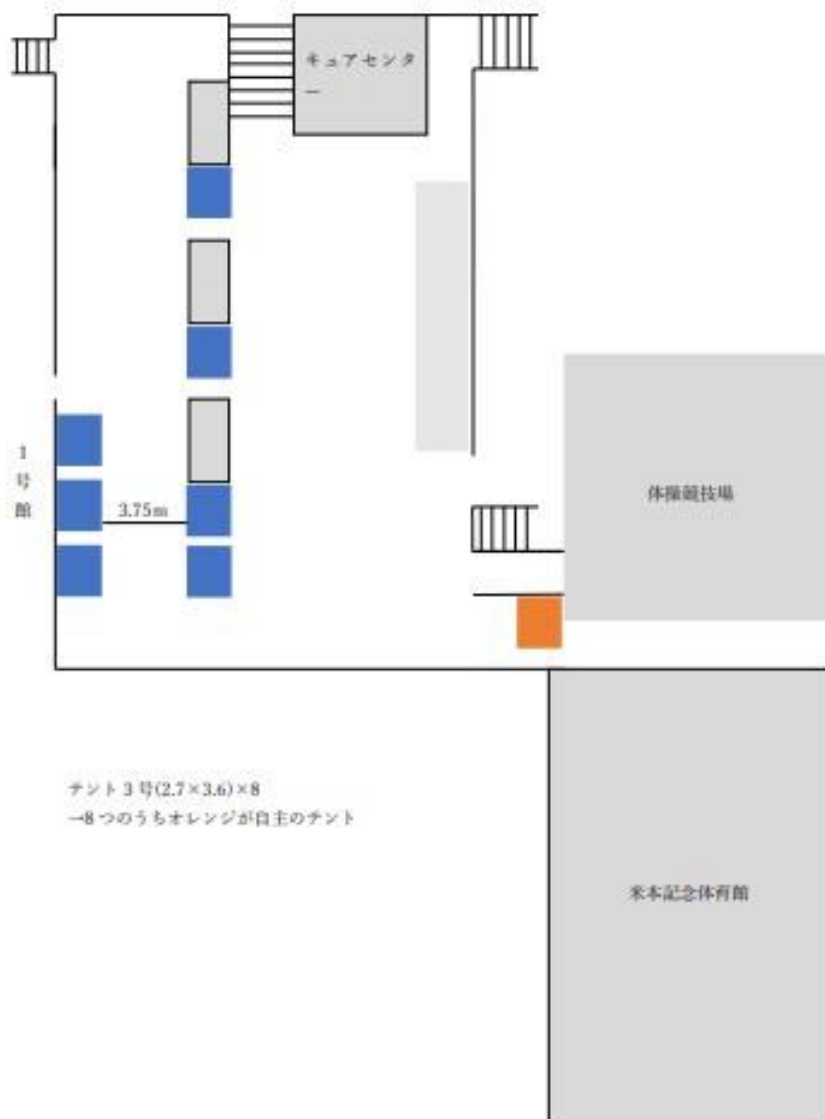 キュアセンタ
ー
1
号
館
3.75m
体操競技場
テント 3 号(2.7×3.6)×8
→8 つのうちオレンジが自主のテント
米本記念体育館